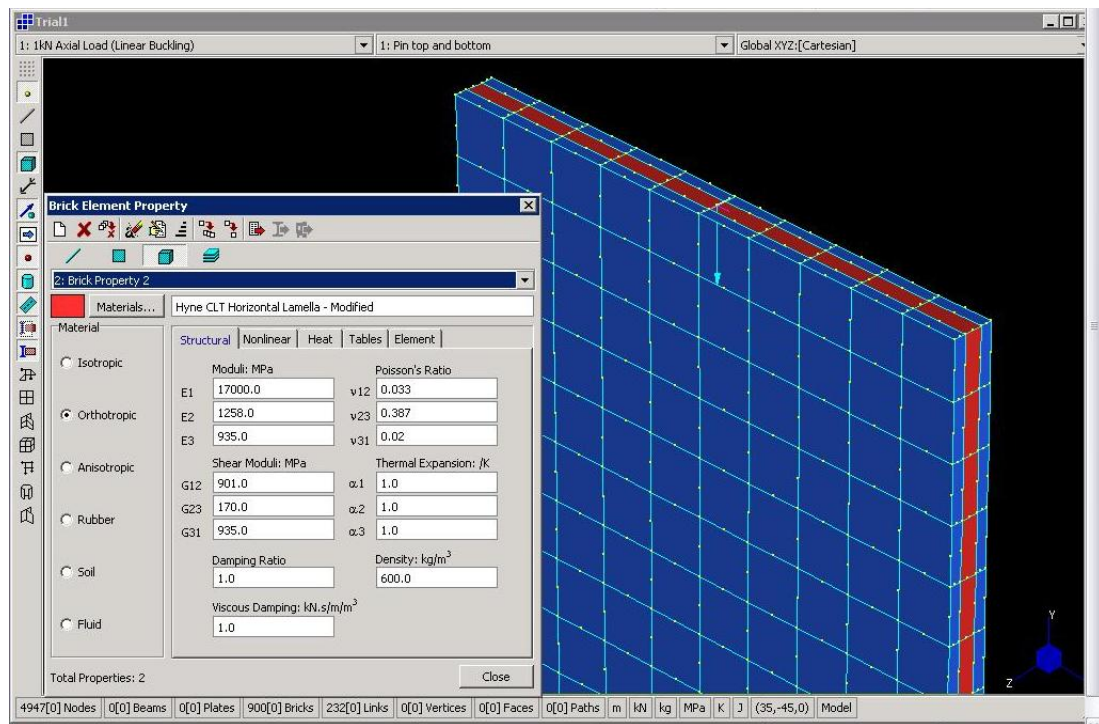 Trial1
1: 1kN Axial Load (Linear Buckling) 1: Pin top and bottom Global XYZ:[Cartesian]
Brick Element Property
2: Brick Property 2
Materials... Hyne CLT Horizontal Lamella - Modified
Material
Isotropic
Orthotropic
Anisotropic
Rubber
Soil
Fluid
Structural Nonlinear Heat Tables Element
Moduli: MPa Poisson's Ratio
E1 17000.0 ν12 0.033
E2 1258.0 ν23 0.387
E3 935.0 ν31 0.02
Shear Moduli: MPa Thermal Expansion: /K
G12 901.0 α1 1.0
G23 170.0 α2 1.0
G31 935.0 α3 1.0
Damping Ratio Density: kg/m³
1.0 600.0
Viscous Damping: kN.s/m/m³
1.0
Total Properties: 2 Close
Y
Z
4947[0] Nodes 0[0] Beams 0[0] Plates 900[0] Bricks 232[0] Links 0[0] Vertices 0[0] Faces 0[0] Paths m kN kg MPa K J (35,-45,0) Model